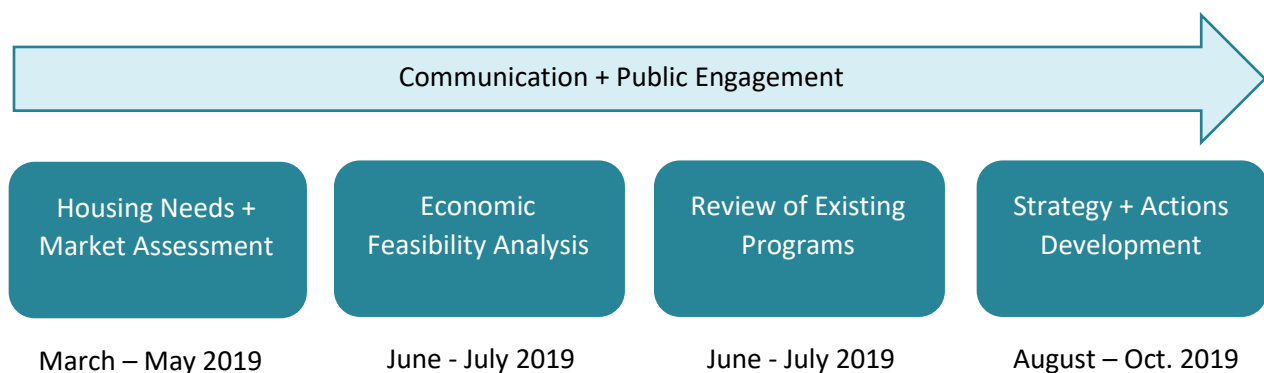 Communication + Public Engagement
Housing Needs +
Market Assessment
Economic
Feasibility Analysis
Review of Existing
Programs
Strategy + Actions
Development
March – May 2019
June - July 2019
June - July 2019
August – Oct. 2019